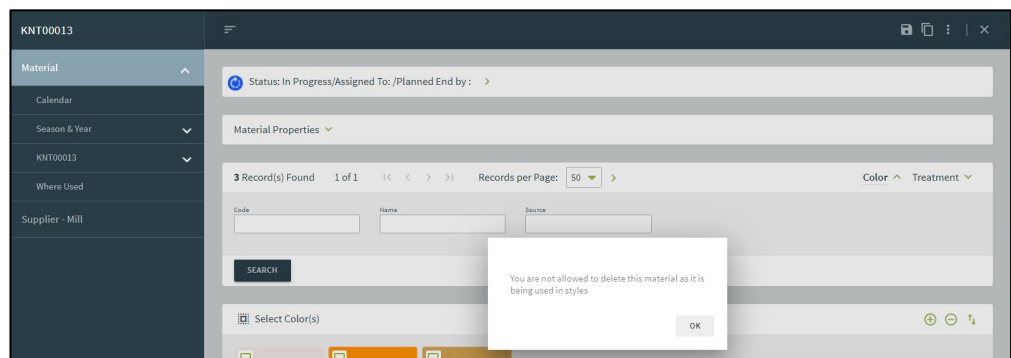 KNT00013
Material
Calendar
Season & Year
KNT00013
Where Used
Supplier - Mill
Status: In Progress/Assigned To: /Planned End by :
Material Properties
3 Record(s) Found 1 of 1 Records per Page: 50 Color Treatment
Code Name Source
SEARCH
You are not allowed to delete this material as it is
being used in styles
OK
Select Color(s)